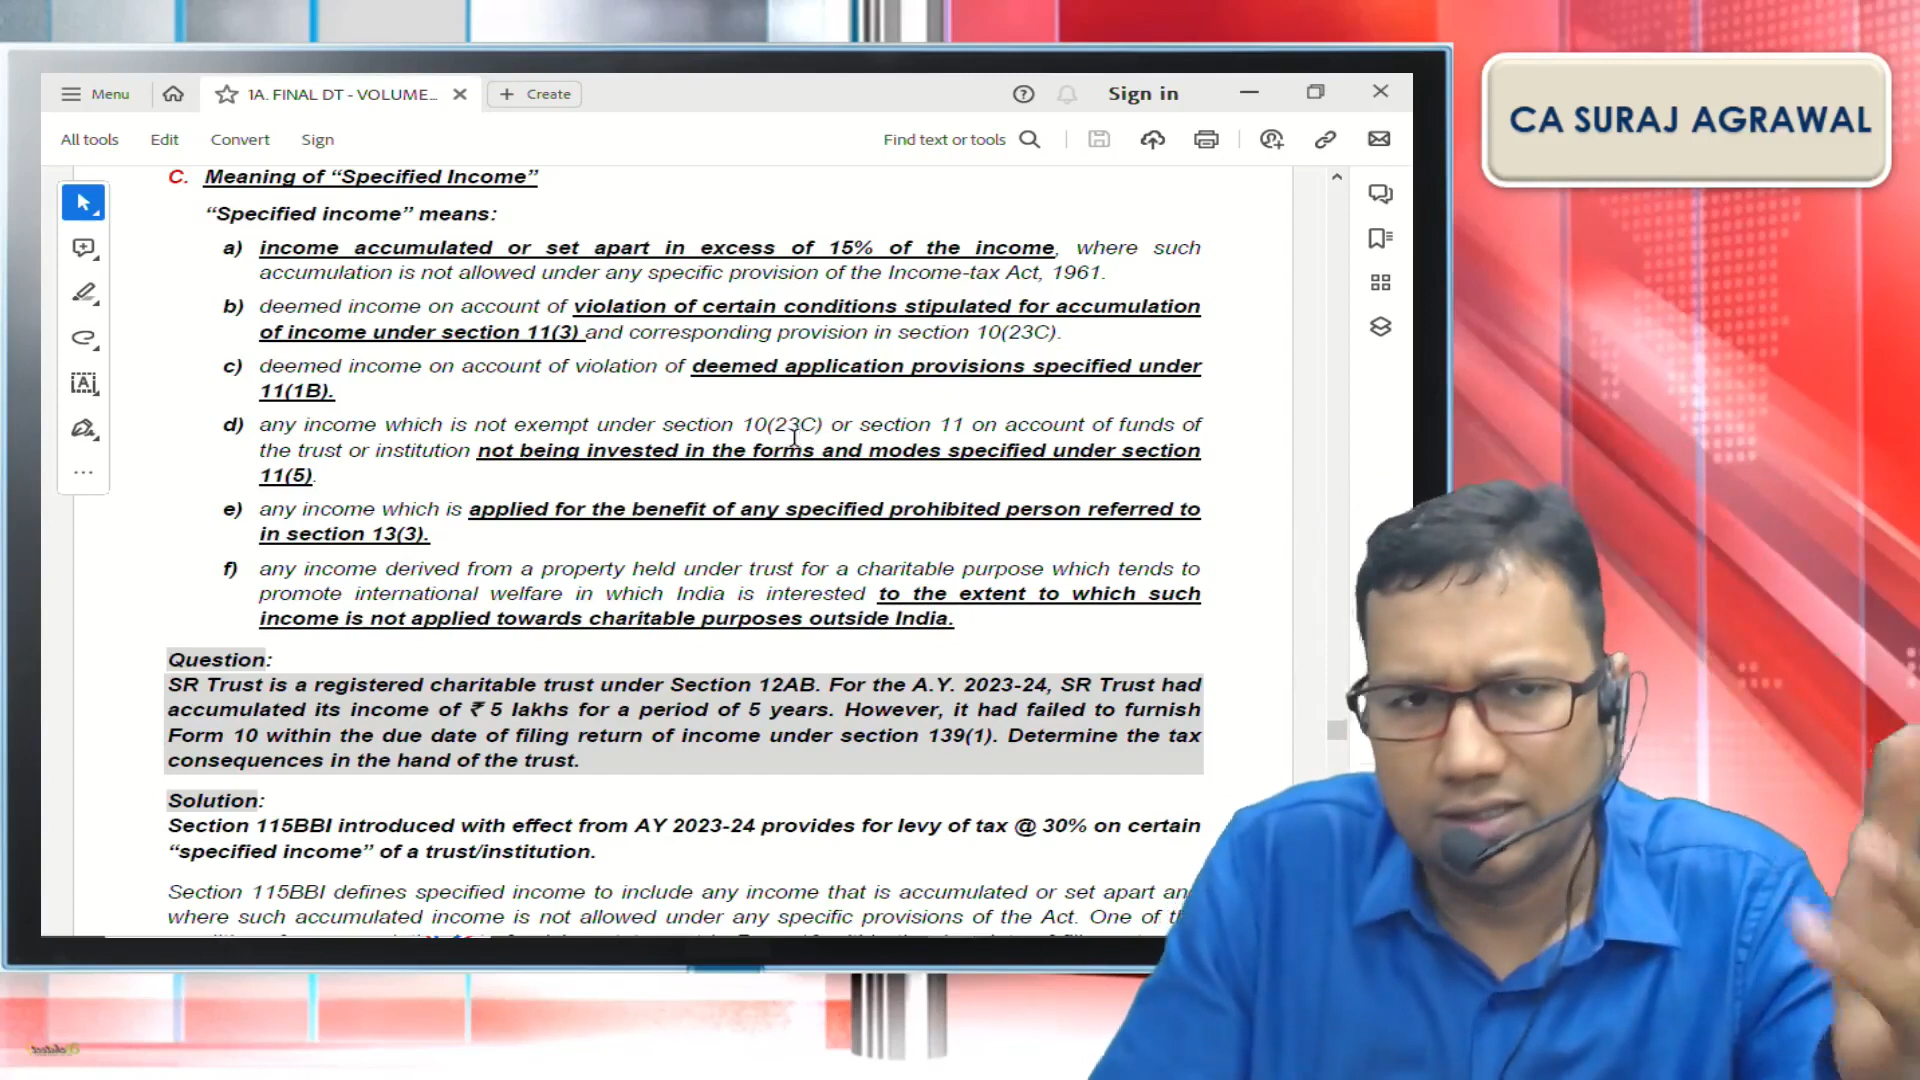 CA SURAJ AGRAWAL
Menu
1A. FINAL DT - VOLUME...
Create
Sign in
All tools
Edit
Convert
Sign
Find text or tools
C. Meaning of “Specified Income”
“Specified income” means:
a) income accumulated or set apart in excess of 15% of the income, where such
accumulation is not allowed under any specific provision of the Income-tax Act, 1961.
b) deemed income on account of violation of certain conditions stipulated for accumulation
of income under section 11(3) and corresponding provision in section 10(23C).
c) deemed income on account of violation of deemed application provisions specified under
11(1B).
d) any income which is not exempt under section 10(23C) or section 11 on account of funds of
the trust or institution not being invested in the forms and modes specified under section
11(5).
e) any income which is applied for the benefit of any specified prohibited person referred to
in section 13(3).
f) any income derived from a property held under trust for a charitable purpose which tends to
promote international welfare in which India is interested to the extent to which such
income is not applied towards charitable purposes outside India.
Question:
SR Trust is a registered charitable trust under Section 12AB. For the A.Y. 2023-24, SR Trust had
accumulated its income of ₹ 5 lakhs for a period of 5 years. However, it had failed to furnish
Form 10 within the due date of filing return of income under section 139(1). Determine the tax
consequences in the hand of the trust.
Solution:
Section 115BBI introduced with effect from AY 2023-24 provides for levy of tax @ 30% on certain
“specified income” of a trust/institution.
Section 115BBI defines specified income to include any income that is accumulated or set apart
where such accumulated income is not allowed under any specific provisions of the Act. One of